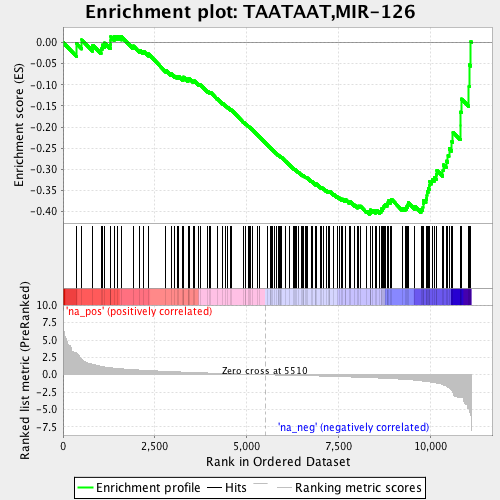 Enrichment plot: TAATAAT,MIR-126
Enrichment score (ES)
0.00
-0.05
-0.10
-0.15
-0.20
-0.25
-0.30
-0.35
-0.40
Ranked list metric (PreRanked)
10.0
7.5
5.0
2.5
0.0
-2.5
-5.0
-7.5
'na_pos' (positively correlated)
Zero cross at 5510
'na_neg' (negatively correlated)
0
2,500
5,000
7,500
10,000
Rank in Ordered Dataset
Enrichment profile
Hits
Ranking metric scores